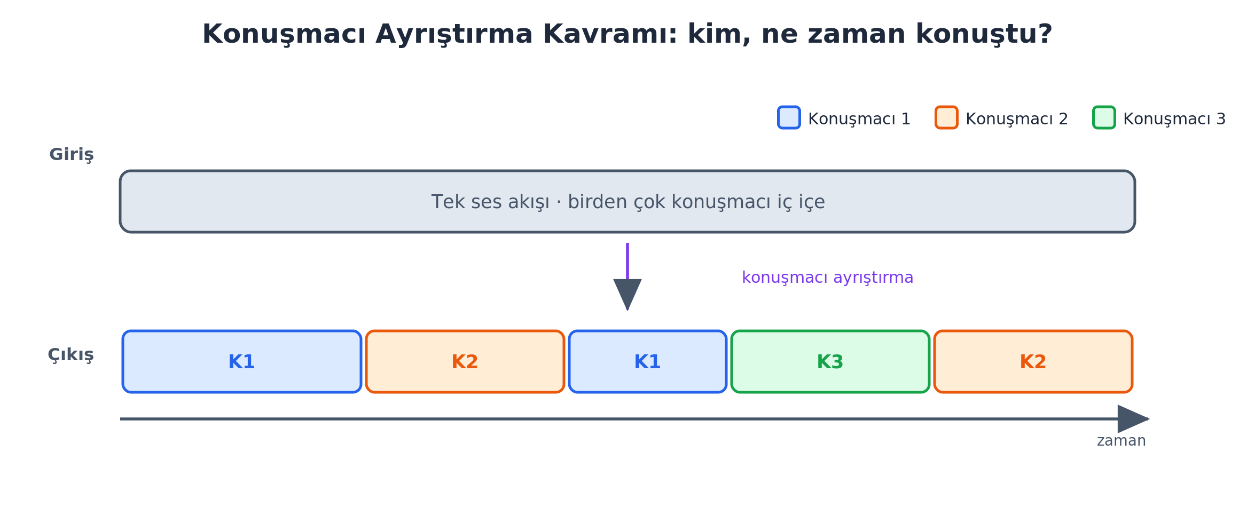 Konuşmacı Ayrıştırma Kavramı: kim, ne zaman konuştu?
Konuşmacı 1
Konuşmacı 2
Konuşmacı 3
Giriş
Tek ses akışı · birden çok konuşmacı iç içe
konuşmacı ayrıştırma
Çıkış
K1
K2
K1
K3
K2
zaman